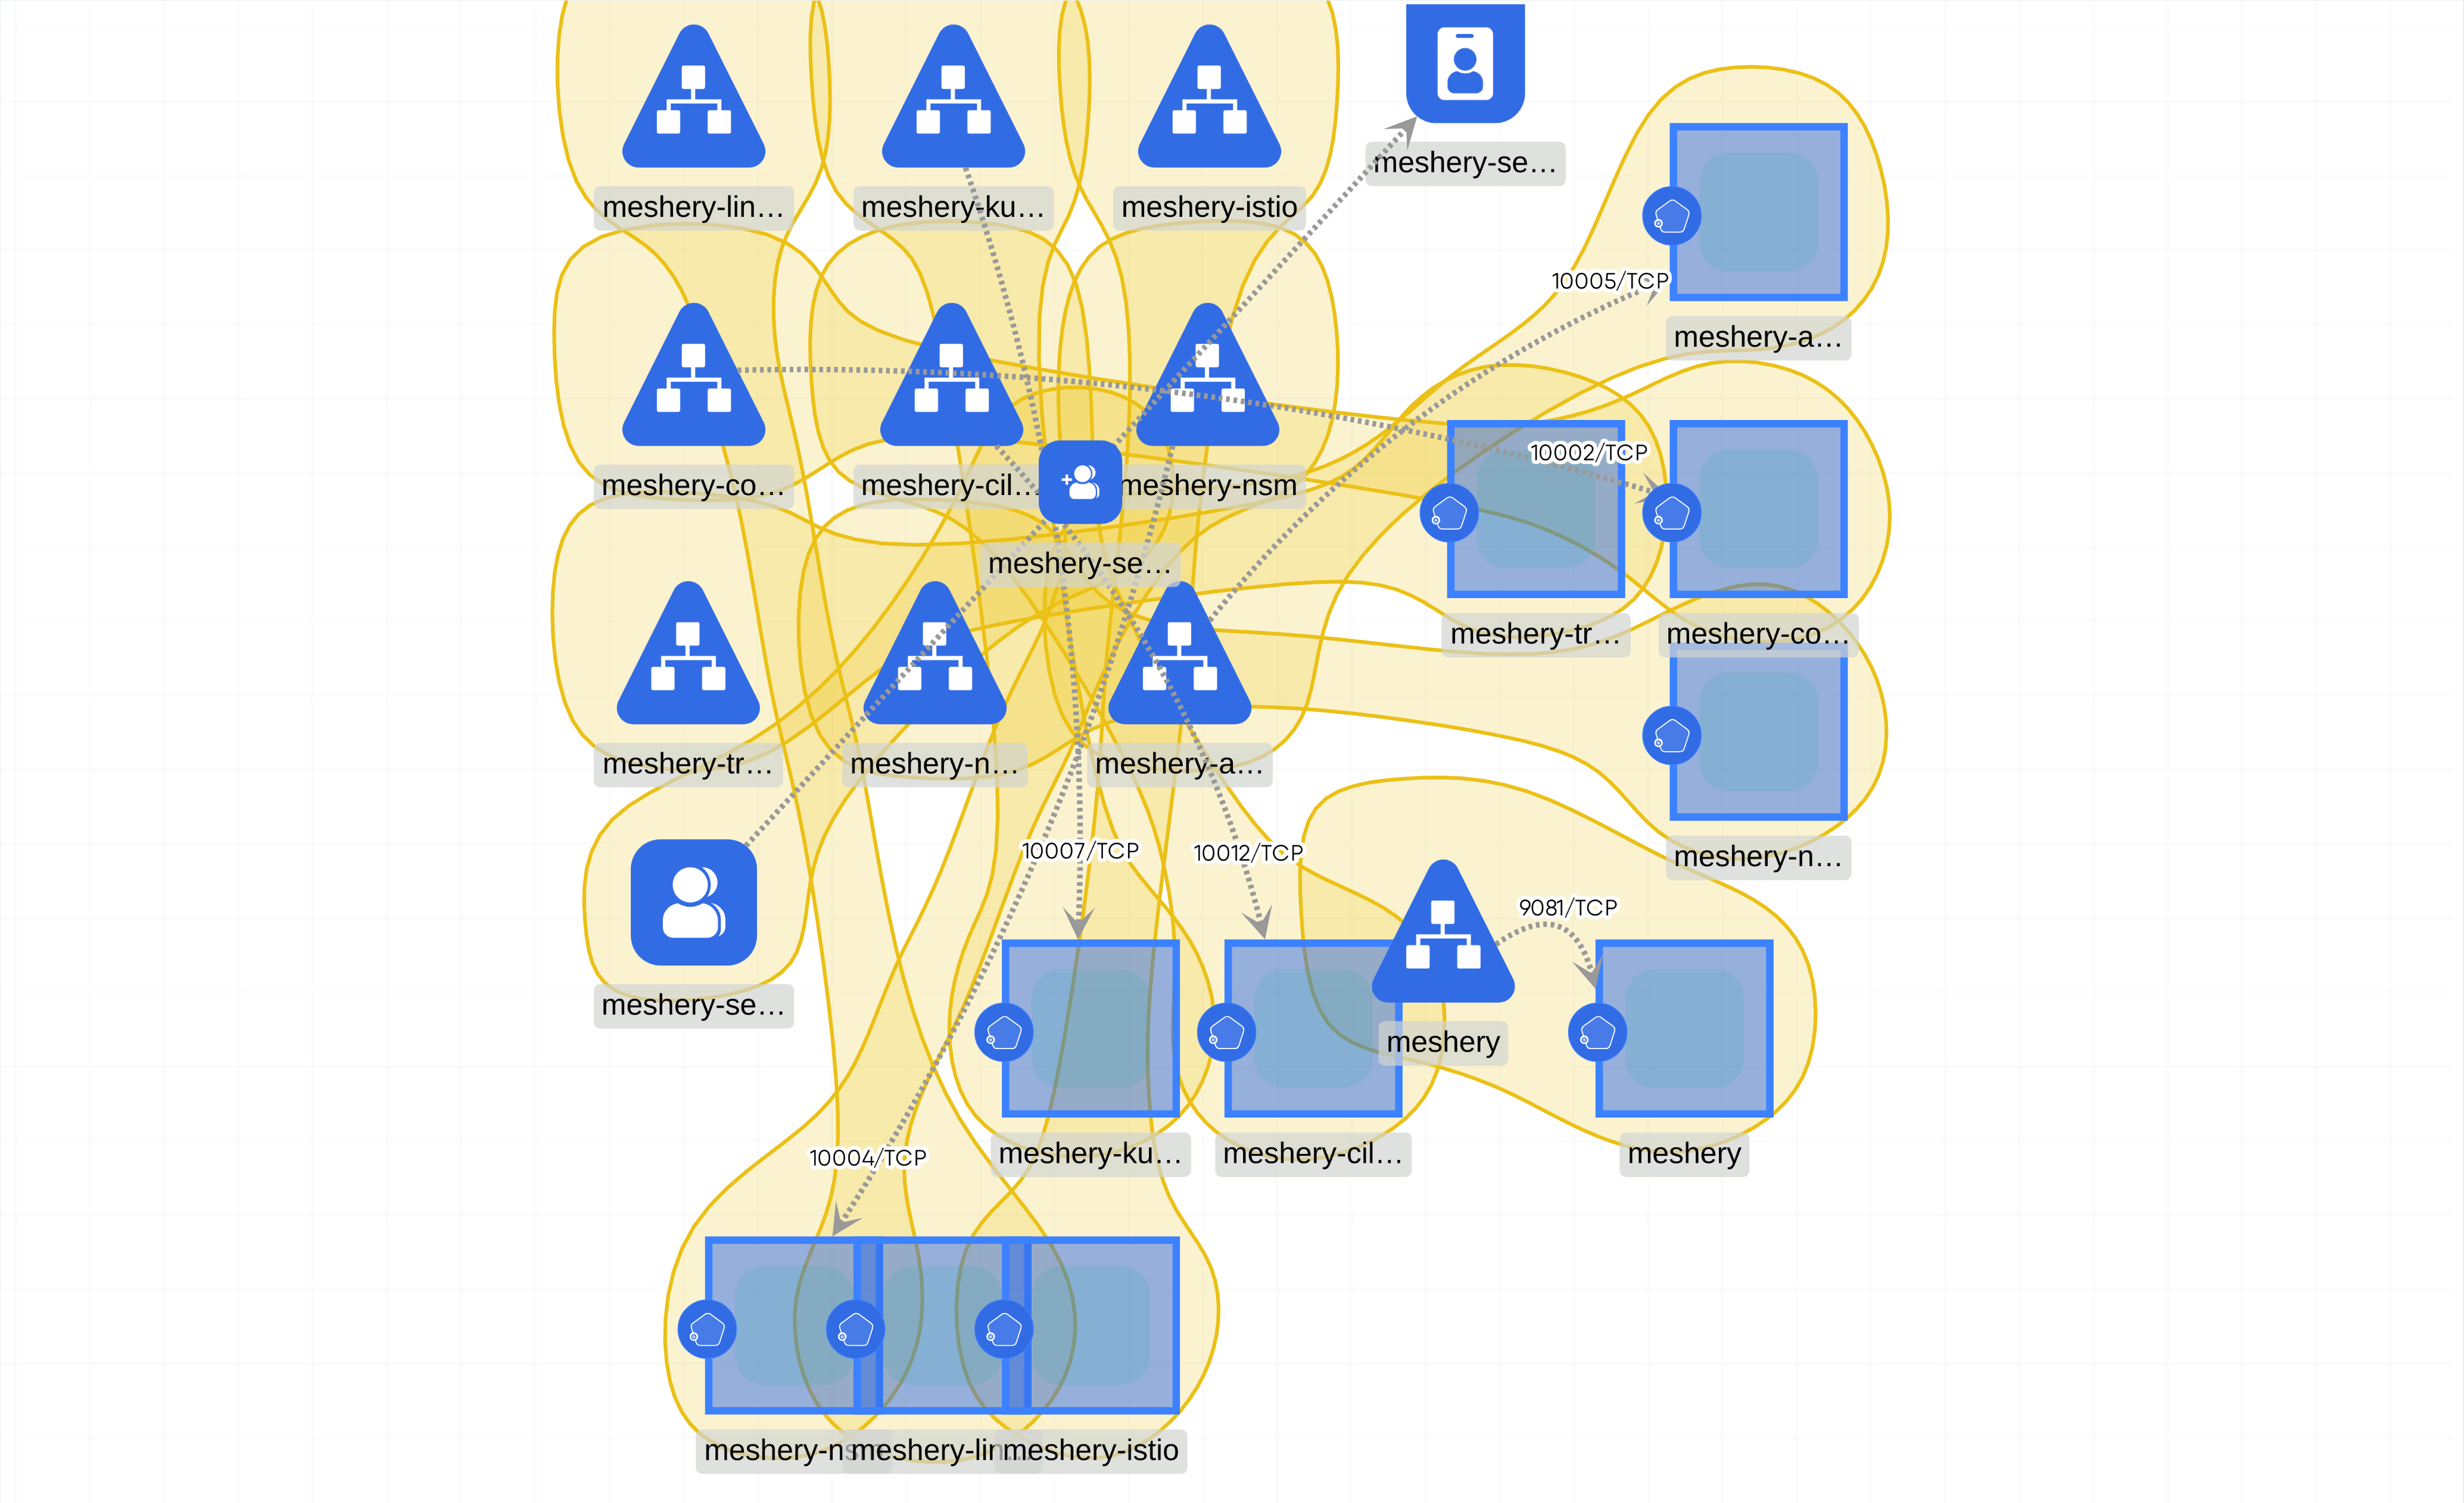 meshery-se…
meshery-lin…
meshery-ku…
meshery-istio
10005/TCP
meshery-a…
10002/TCP
meshery-co…
meshery-cil…
meshery-nsm
meshery-se…
meshery-tr…
meshery-co…
meshery-tr…
meshery-n…
meshery-a…
10007/TCP
10012/TCP
meshery-n…
9081/TCP
meshery-se…
meshery
10004/TCP
meshery-ku…
meshery-cil…
meshery
meshery-lin…
meshery-istio